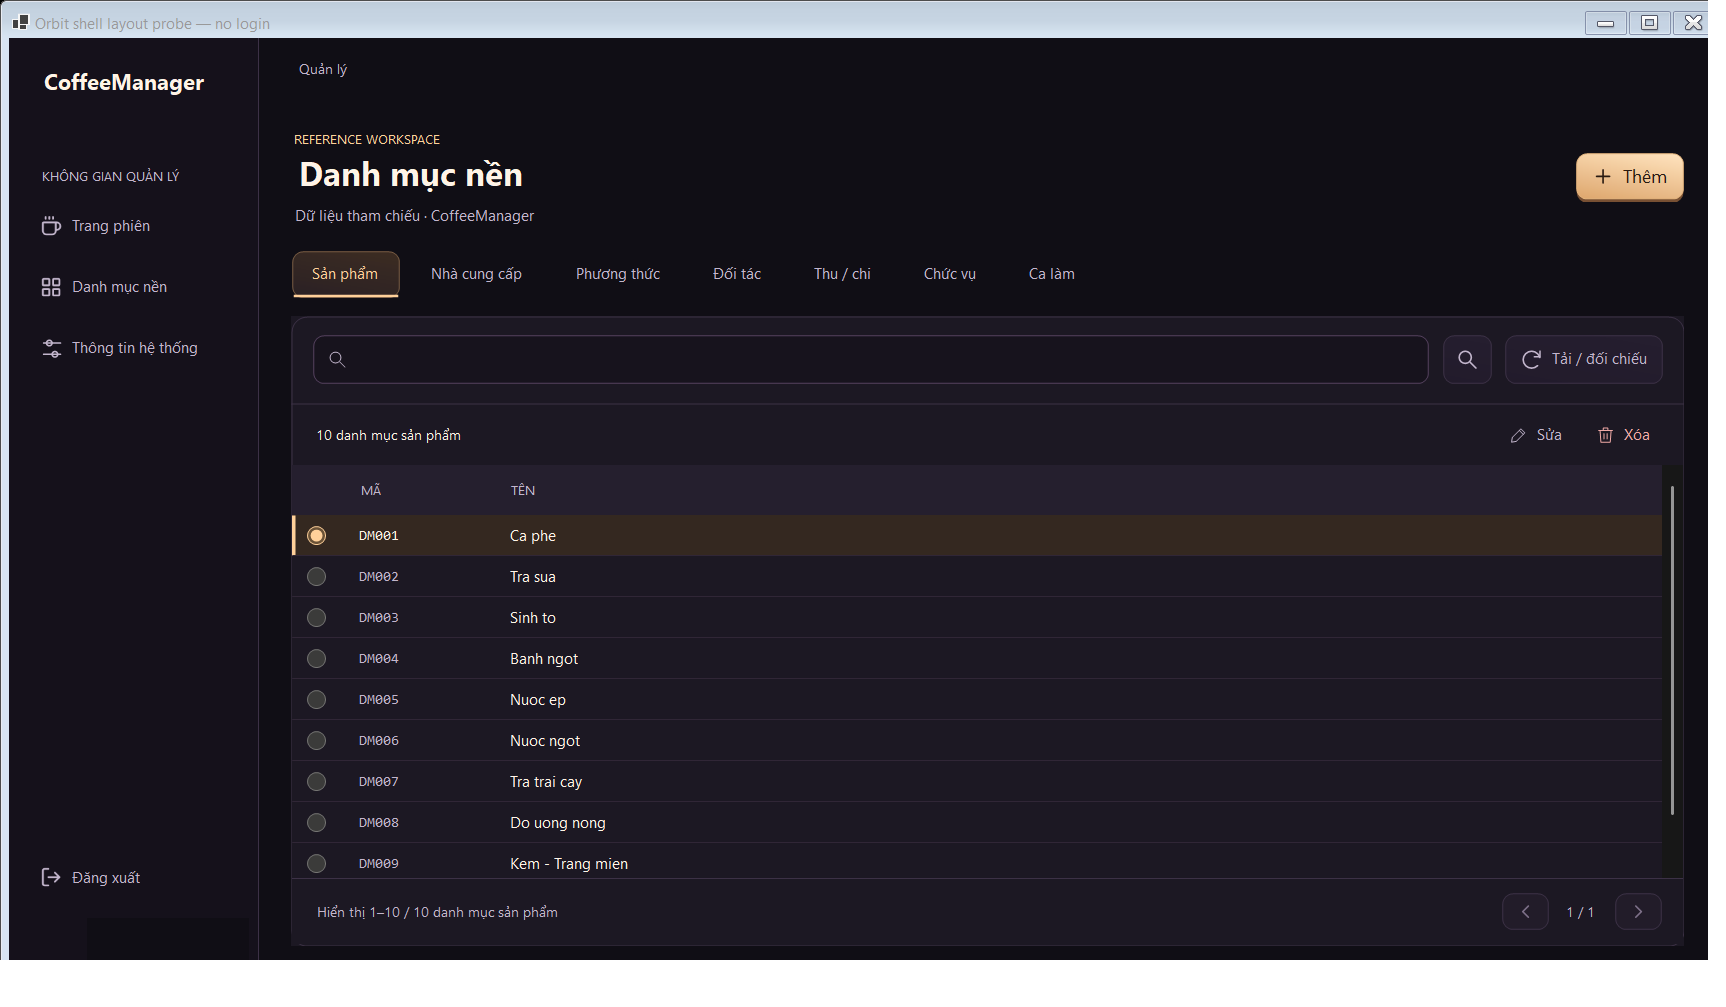 Orbit shell layout probe — no login
CoffeeManager
Quản lý
REFERENCE WORKSPACE
Danh mục nền
Dữ liệu tham chiếu · CoffeeManager
Thêm
KHÔNG GIAN QUẢN LÝ
Trang phiên
Danh mục nền
Thông tin hệ thống
Đăng xuất
Sản phẩm Nhà cung cấp Phương thức Đối tác Thu / chi Chức vụ Ca làm
Tải / đối chiếu
10 danh mục sản phẩm Sửa Xóa
MÃ TÊN
DM001 Ca phe
DM002 Tra sua
DM003 Sinh to
DM004 Banh ngot
DM005 Nuoc ep
DM006 Nuoc ngot
DM007 Tra trai cay
DM008 Do uong nong
DM009 Kem - Trang mien
Hiển thị 1–10 / 10 danh mục sản phẩm 1 / 1